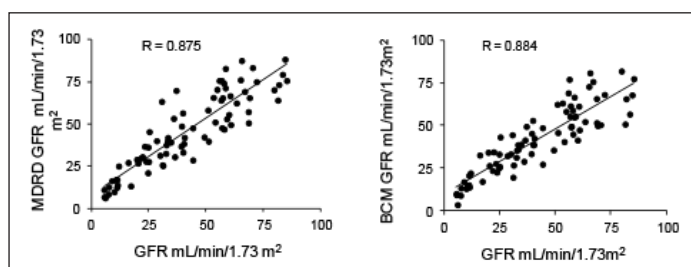 R = 0.875
MDRD GFR mL/min/1.73
m²
100
75
50
25
0
0 25 50 75 100
GFR mL/min/1.73 m²
R = 0.884
BCM GFR mL/min/1.73m²
100
75
50
25
0
0 25 50 75 100
GFR mL/min/1.73m²